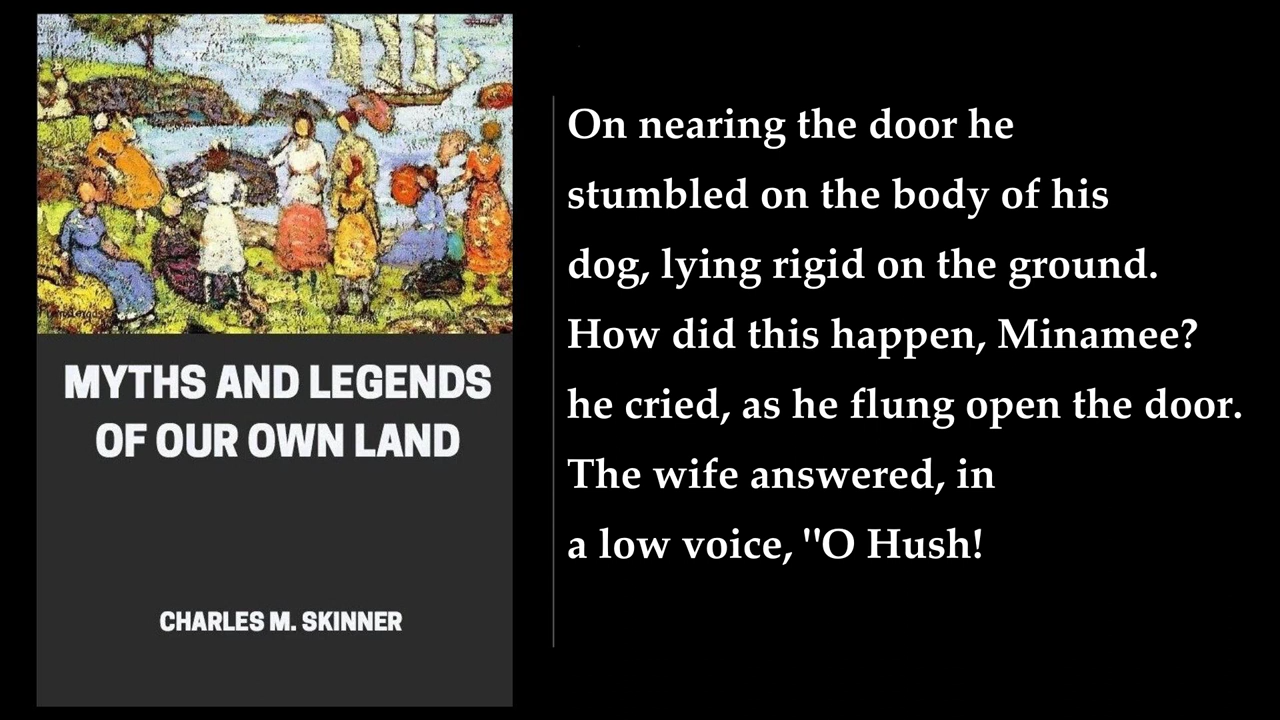 MYTHS AND LEGENDS
OF OUR OWN LAND
CHARLES M. SKINNER
On nearing the door he
stumbled on the body of his
dog, lying rigid on the ground.
How did this happen, Minamee?
he cried, as he flung open the door.
The wife answered, in
a low voice, "O Hush!